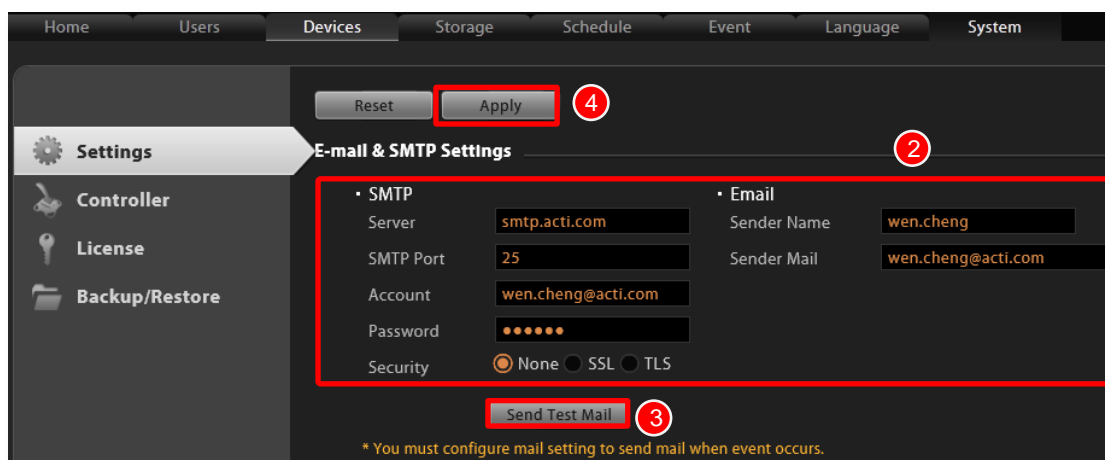 Home Users Devices Storage Schedule Event Language System
Reset Apply 4
Settings
E-mail & SMTP Settings 2
Controller
License
Backup/Restore
• SMTP
Server smtp.acti.com
SMTP Port 25
Account wen.cheng@acti.com
Password ••••••
Security None SSL TLS
• Email
Sender Name wen.cheng
Sender Mail wen.cheng@acti.com
Send Test Mail 3
* You must configure mail setting to send mail when event occurs.